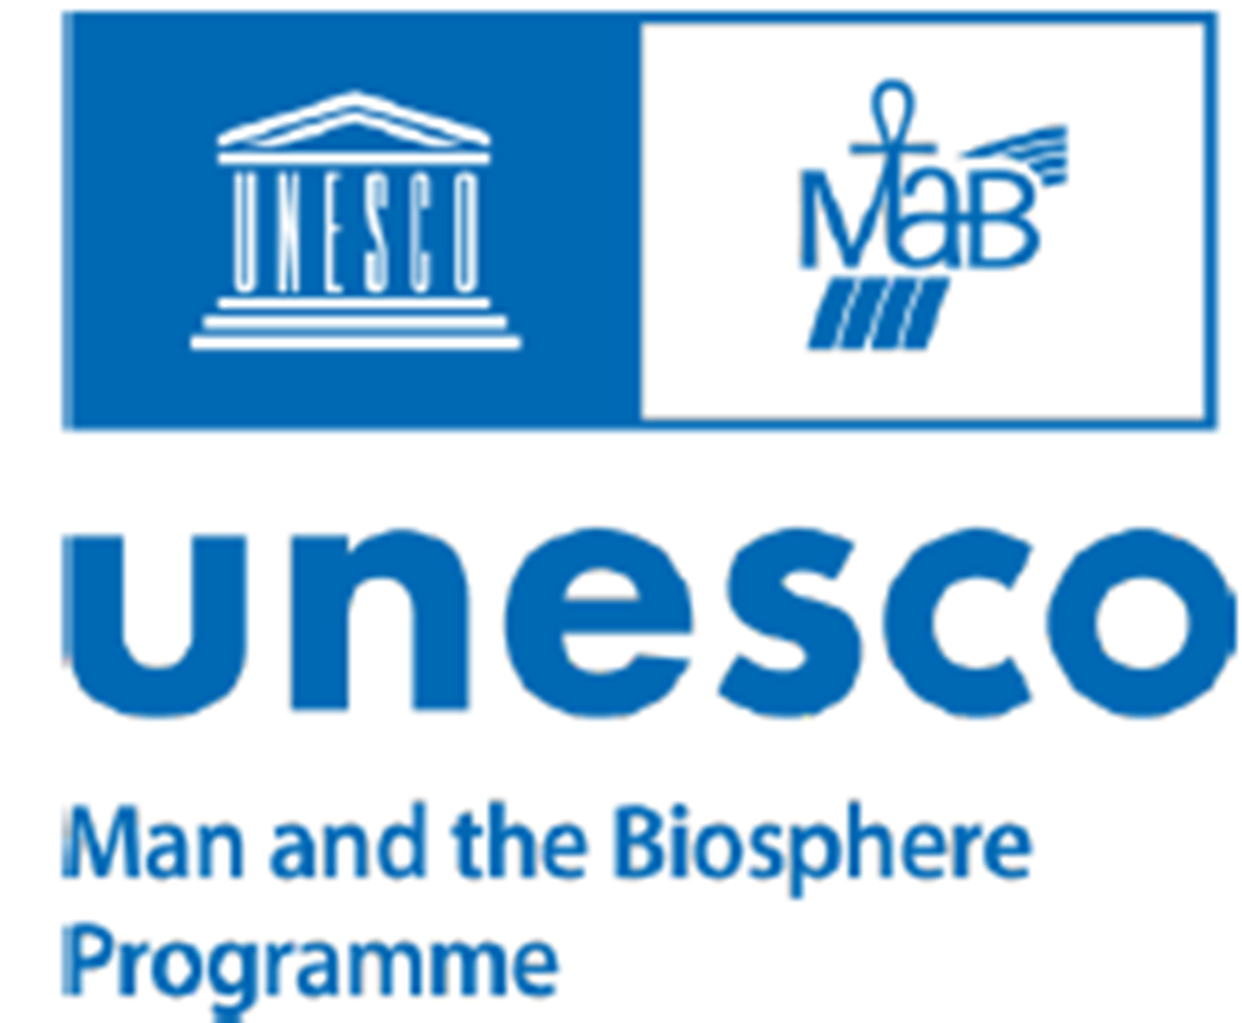 UNESCO
MaB
unesco
Man and the Biosphere
Programme